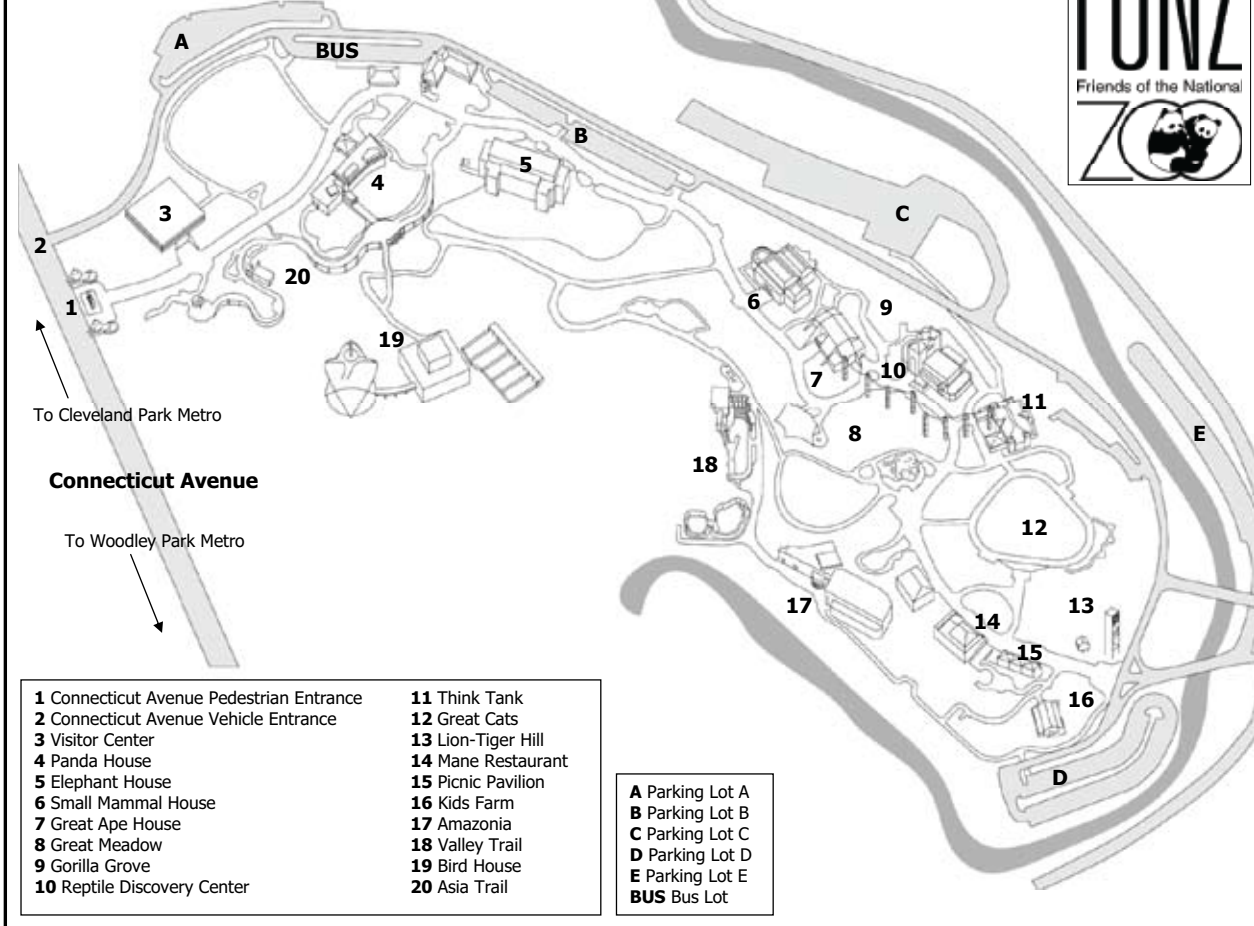 A
BUS
FONZ
Friends of the National
ZOO
B
5
4
3
C
2
20
1
6
9
19
7
10
11
To Cleveland Park Metro
8
E
18
Connecticut Avenue
12
To Woodley Park Metro
17
13
14
15
16
D
1 Connecticut Avenue Pedestrian Entrance
2 Connecticut Avenue Vehicle Entrance
3 Visitor Center
4 Panda House
5 Elephant House
6 Small Mammal House
7 Great Ape House
8 Great Meadow
9 Gorilla Grove
10 Reptile Discovery Center
11 Think Tank
12 Great Cats
13 Lion-Tiger Hill
14 Mane Restaurant
15 Picnic Pavilion
16 Kids Farm
17 Amazonia
18 Valley Trail
19 Bird House
20 Asia Trail
A Parking Lot A
B Parking Lot B
C Parking Lot C
D Parking Lot D
E Parking Lot E
BUS Bus Lot